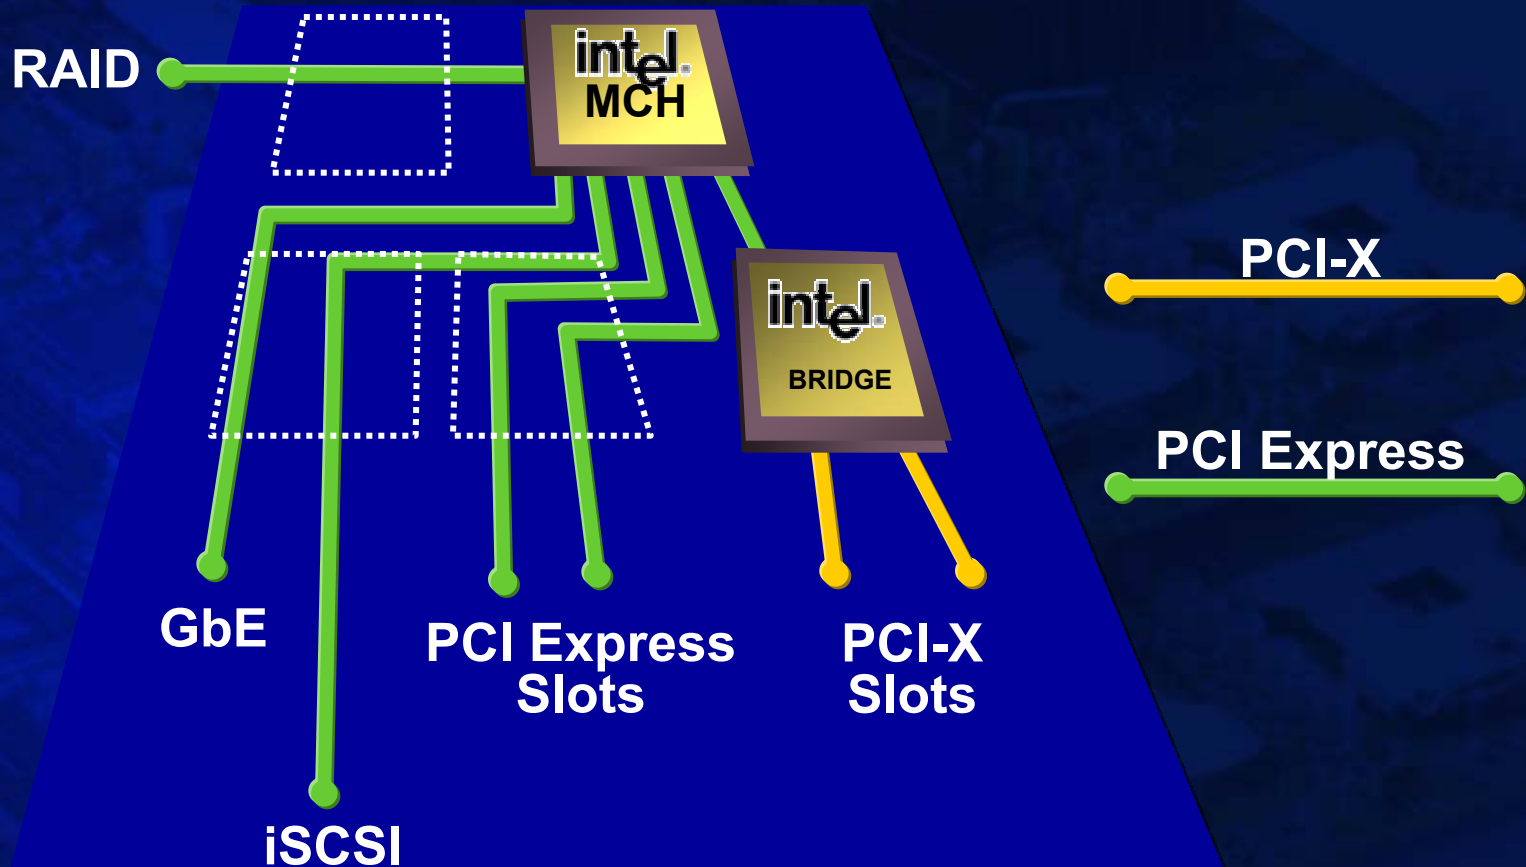 RAID
intel.
MCH
intel.
BRIDGE
PCI-X
PCI Express
GbE
PCI Express
Slots
PCI-X
Slots
iSCSI